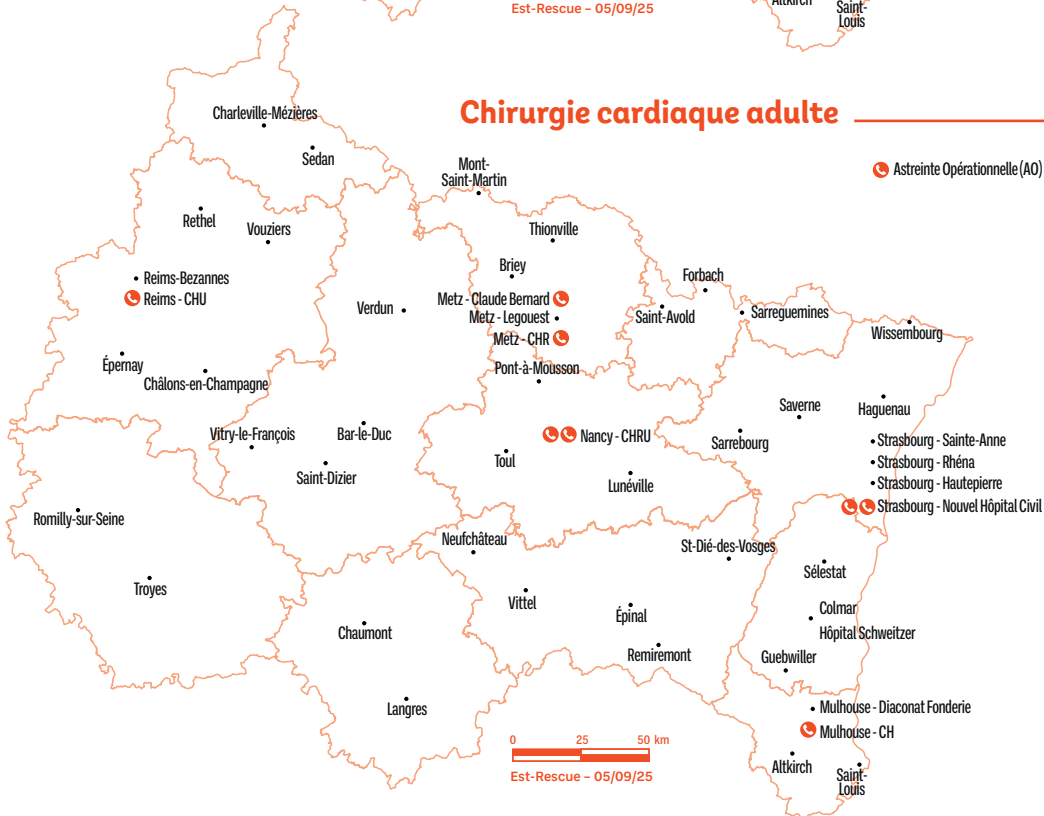 Est-Rescue – 05/09/25
Altkirch
Saint-
Louis
Chirurgie cardiaque adulte
Astreinte Opérationnelle (AO)
Charleville-Mézières
Sedan
Mont-
Saint-Martin
Rethel
Vouziers
Thionville
Briey
Forbach
Reims-Bezannes
Reims - CHU
Verdun
Metz - Claude Bernard
Metz - Legouest
Metz - CHR
Saint-Avold
Sarreguemines
Wissembourg
Épernay
Châlons-en-Champagne
Pont-à-Mousson
Saverne
Haguenau
Vitry-le-François
Bar-le-Duc
Nancy - CHRU
Sarrebourg
Strasbourg - Sainte-Anne
Strasbourg - Rhéna
Strasbourg - Hautepierre
Strasbourg - Nouvel Hôpital Civil
Toul
Saint-Dizier
Lunéville
Romilly-sur-Seine
Neufchâteau
St-Dié-des-Vosges
Sélestat
Troyes
Vittel
Épinal
Colmar
Hôpital Schweitzer
Chaumont
Remiremont
Guebwiller
Langres
Mulhouse - Diaconat Fonderie
Mulhouse - CH
0 25 50 km
Est-Rescue – 05/09/25
Altkirch
Saint-
Louis